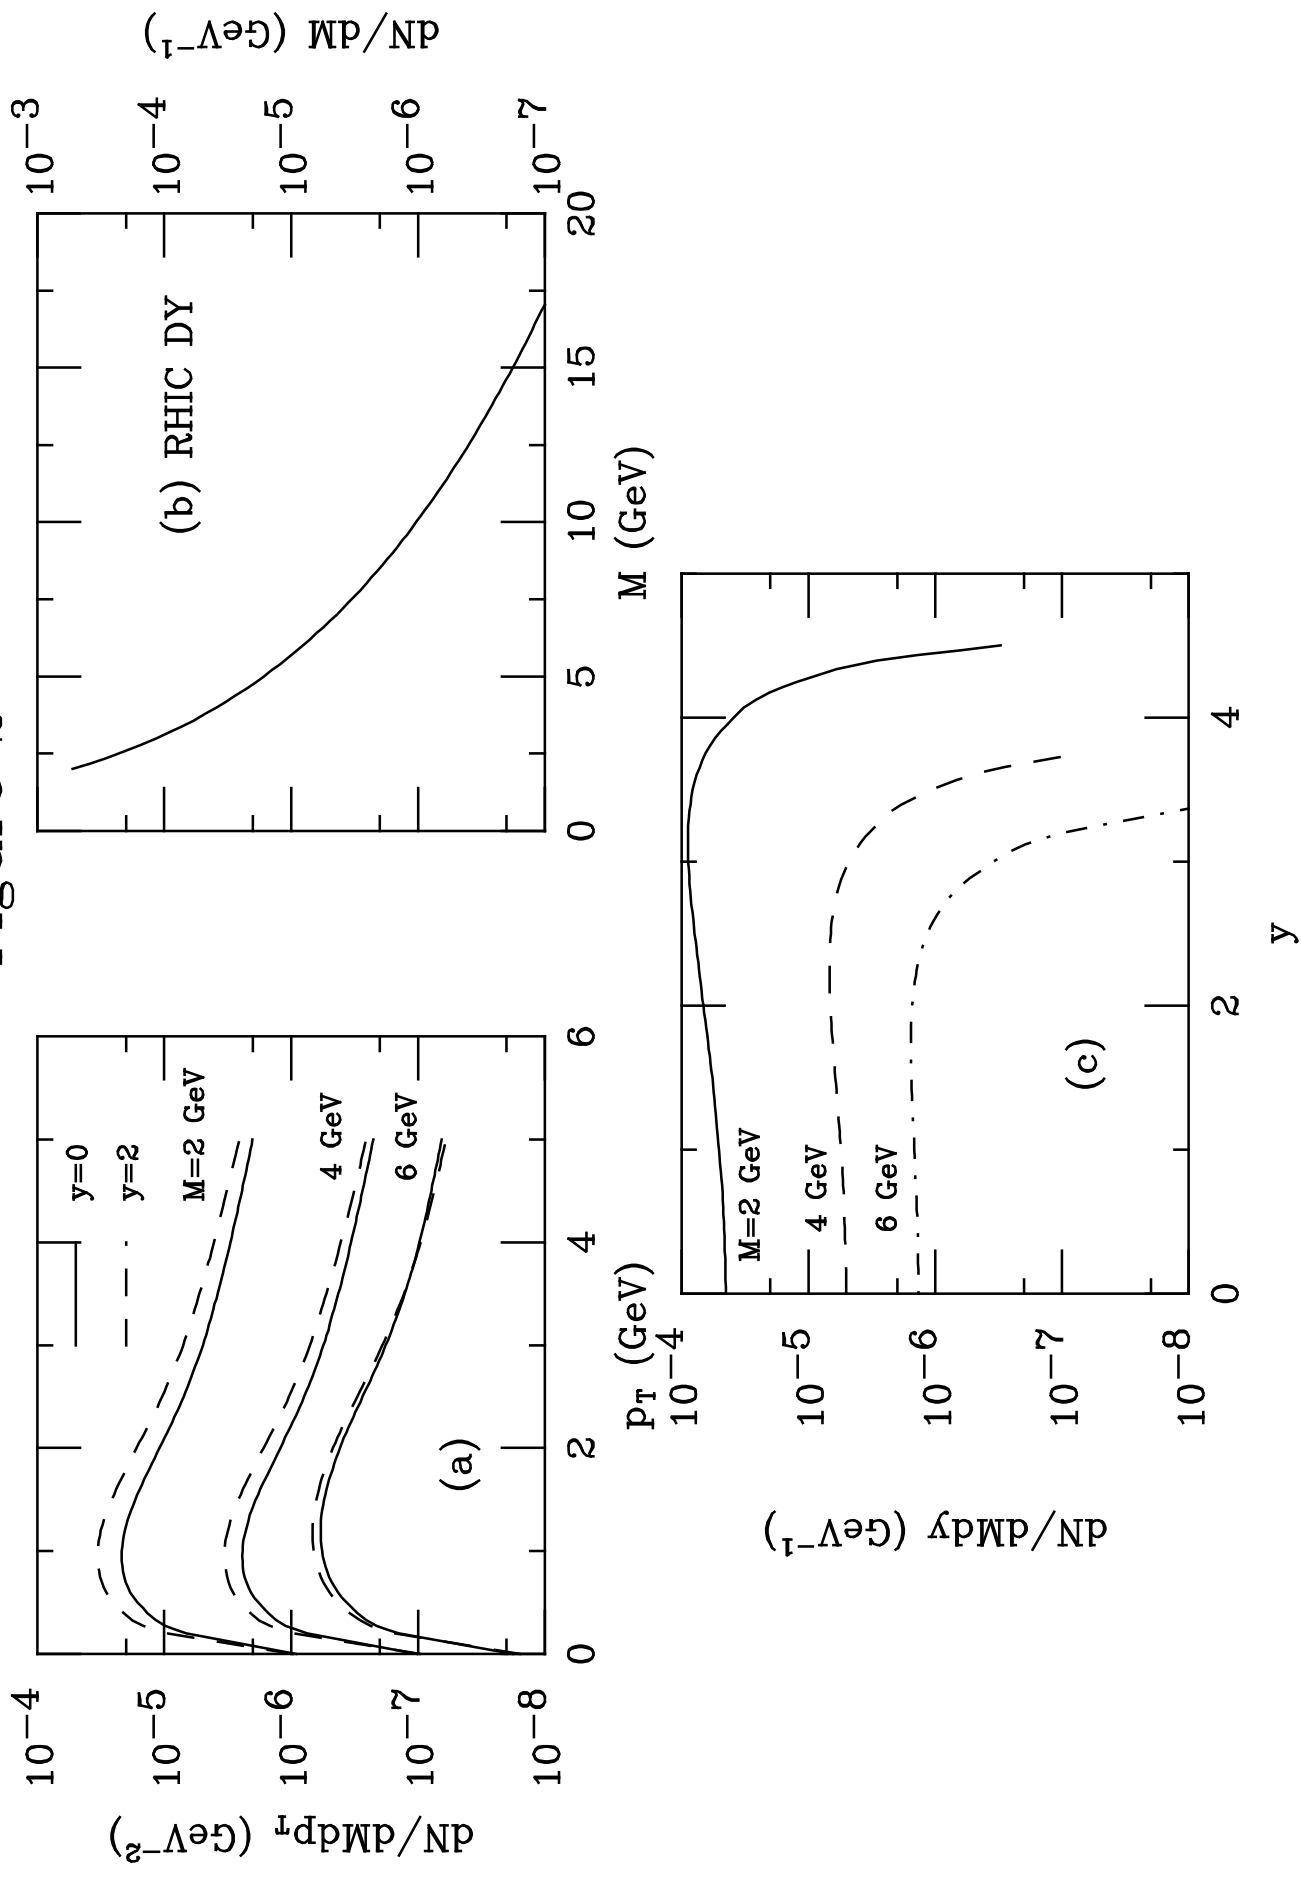 dN/dMdp_T (GeV^−2)
10^−4
10^−5
10^−6
10^−7
10^−8
y=0
y=2
M=2 GeV
4 GeV
6 GeV
(a)
0 2 4 6
p_T (GeV)
(b) RHIC DY
10^−3
10^−4
10^−5
10^−6
10^−7
dN/dM (GeV^−1)
0 5 10 15 20
M (GeV)
dN/dMdy (GeV^−1)
10^−4
10^−5
10^−6
10^−7
10^−8
M=2 GeV
4 GeV
6 GeV
(c)
0 2 4
y